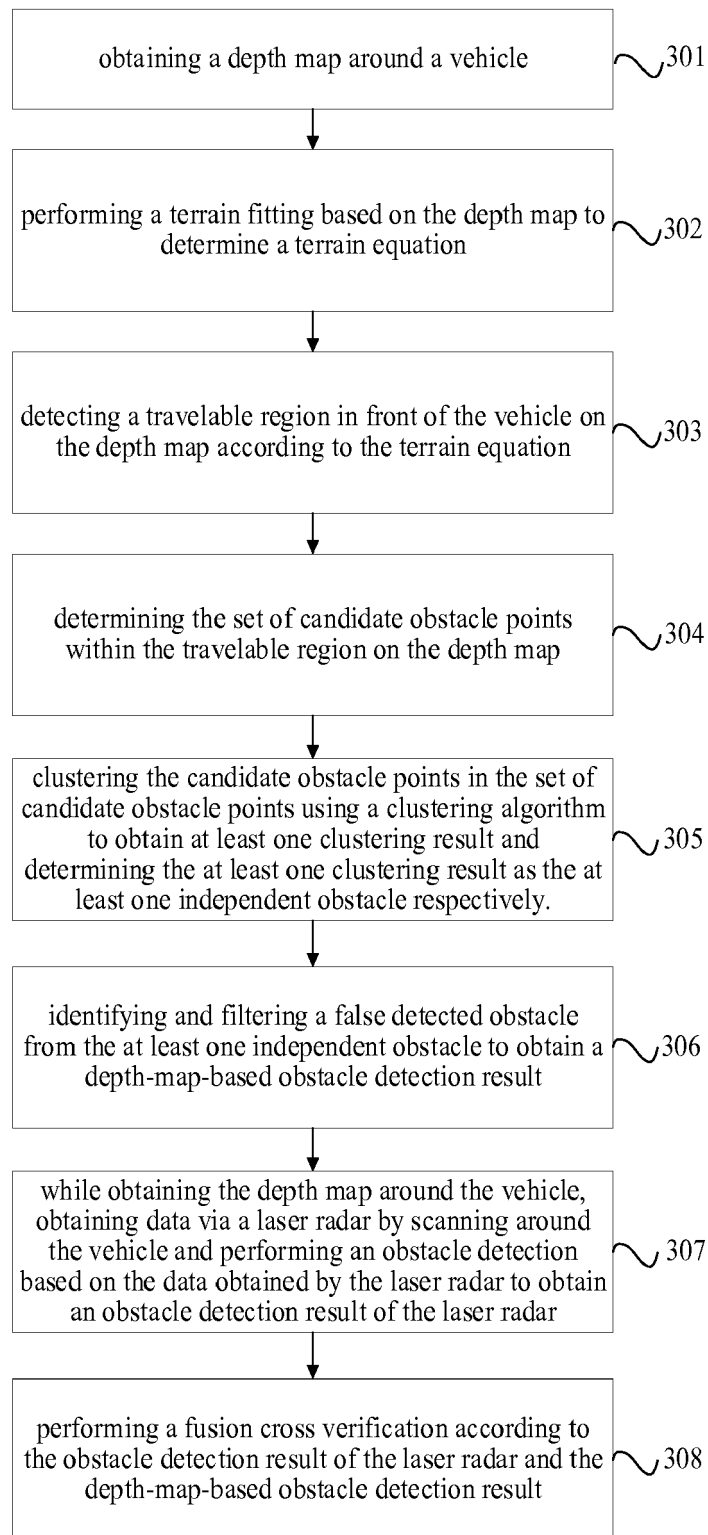 obtaining a depth map around a vehicle
301
performing a terrain fitting based on the depth map to
determine a terrain equation
302
detecting a travelable region in front of the vehicle on
the depth map according to the terrain equation
303
determining the set of candidate obstacle points
within the travelable region on the depth map
304
clustering the candidate obstacle points in the set of
candidate obstacle points using a clustering algorithm
to obtain at least one clustering result and
determining the at least one clustering result as the at
least one independent obstacle respectively.
305
identifying and filtering a false detected obstacle
from the at least one independent obstacle to obtain a
depth-map-based obstacle detection result
306
while obtaining the depth map around the vehicle,
obtaining data via a laser radar by scanning around
the vehicle and performing an obstacle detection
based on the data obtained by the laser radar to obtain
an obstacle detection result of the laser radar
307
performing a fusion cross verification according to
the obstacle detection result of the laser radar and the
depth-map-based obstacle detection result
308